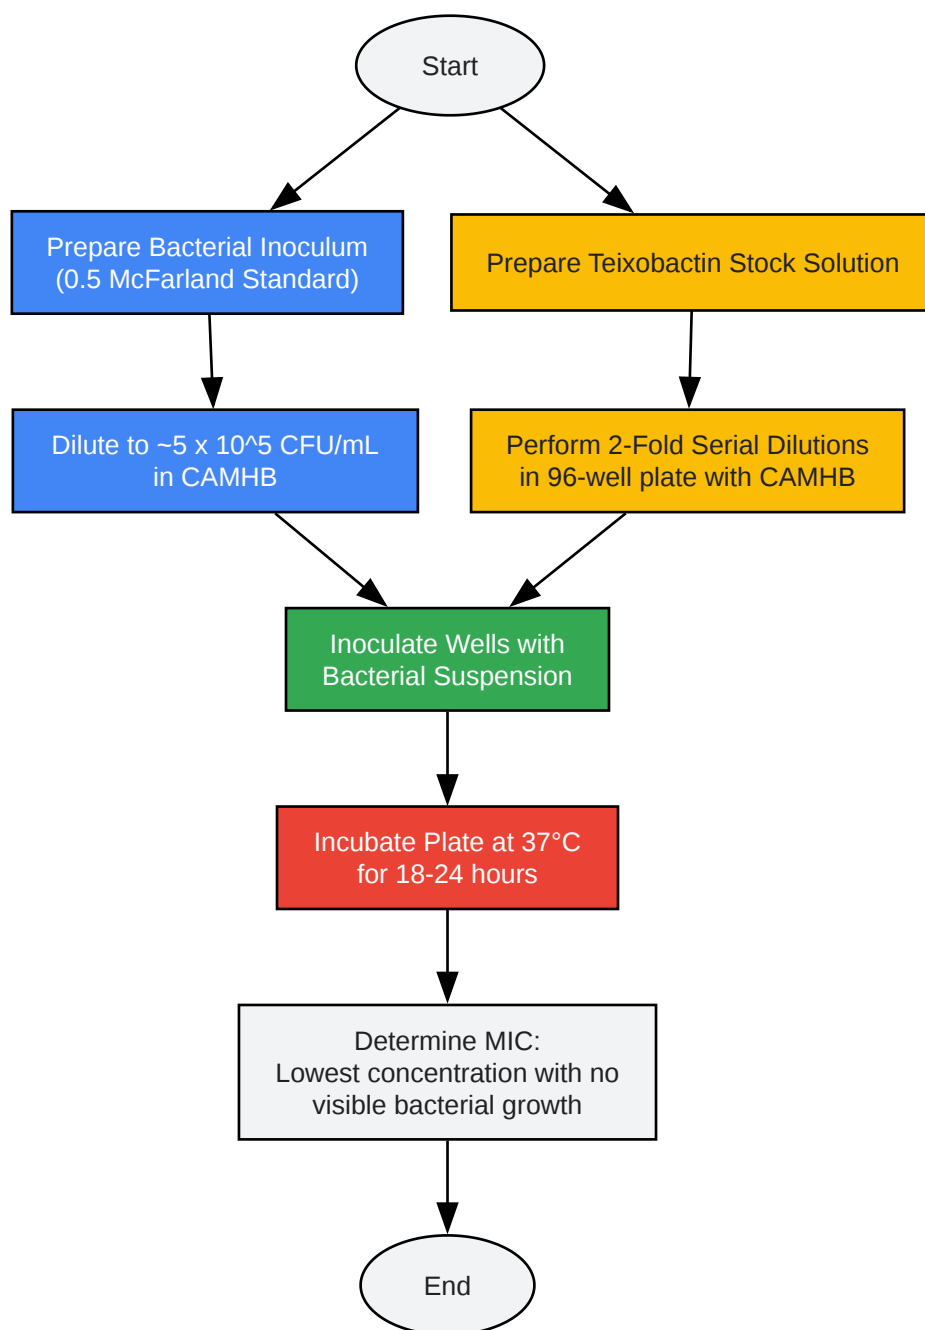 Start
Prepare Bacterial Inoculum
(0.5 McFarland Standard)
Prepare Teixobactin Stock Solution
Dilute to ~5 x 10^5 CFU/mL
in CAMHB
Perform 2-Fold Serial Dilutions
in 96-well plate with CAMHB
Inoculate Wells with
Bacterial Suspension
Incubate Plate at 37°C
for 18-24 hours
Determine MIC:
Lowest concentration with no
visible bacterial growth
End